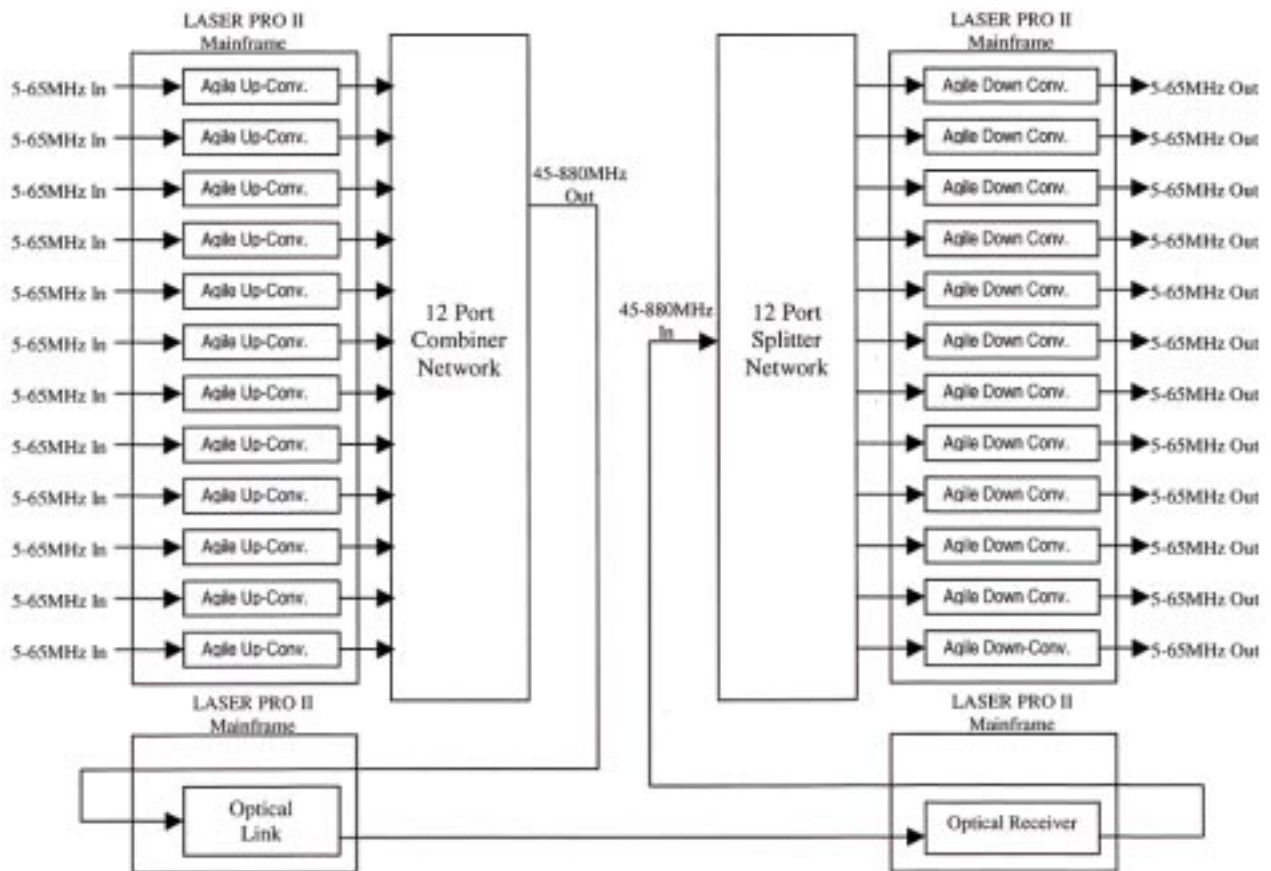 LASER PRO II
Mainframe
LASER PRO II
Mainframe
5-65MHz In
Agile Up-Conv.
Agile Down Conv.
5-65MHz Out
5-65MHz In
Agile Up-Conv.
Agile Down Conv.
5-65MHz Out
5-65MHz In
Agile Up-Conv.
45-880MHz
Out
Agile Down Conv.
5-65MHz Out
5-65MHz In
Agile Up-Conv.
Agile Down Conv.
5-65MHz Out
5-65MHz In
Agile Up-Conv.
12 Port
Combiner
Network
45-880MHz
In
12 Port
Splitter
Network
Agile Down Conv.
5-65MHz Out
5-65MHz In
Agile Up-Conv.
Agile Down Conv.
5-65MHz Out
5-65MHz In
Agile Up-Conv.
Agile Down Conv.
5-65MHz Out
5-65MHz In
Agile Up-Conv.
Agile Down Conv.
5-65MHz Out
5-65MHz In
Agile Up-Conv.
Agile Down Conv.
5-65MHz Out
5-65MHz In
Agile Up-Conv.
Agile Down Conv.
5-65MHz Out
5-65MHz In
Agile Up-Conv.
Agile Down Conv.
5-65MHz Out
5-65MHz In
Agile Up-Conv.
Agile Down-Conv.
5-65MHz Out
LASER PRO II
Mainframe
LASER PRO II
Mainframe
Optical
Link
Optical Receiver